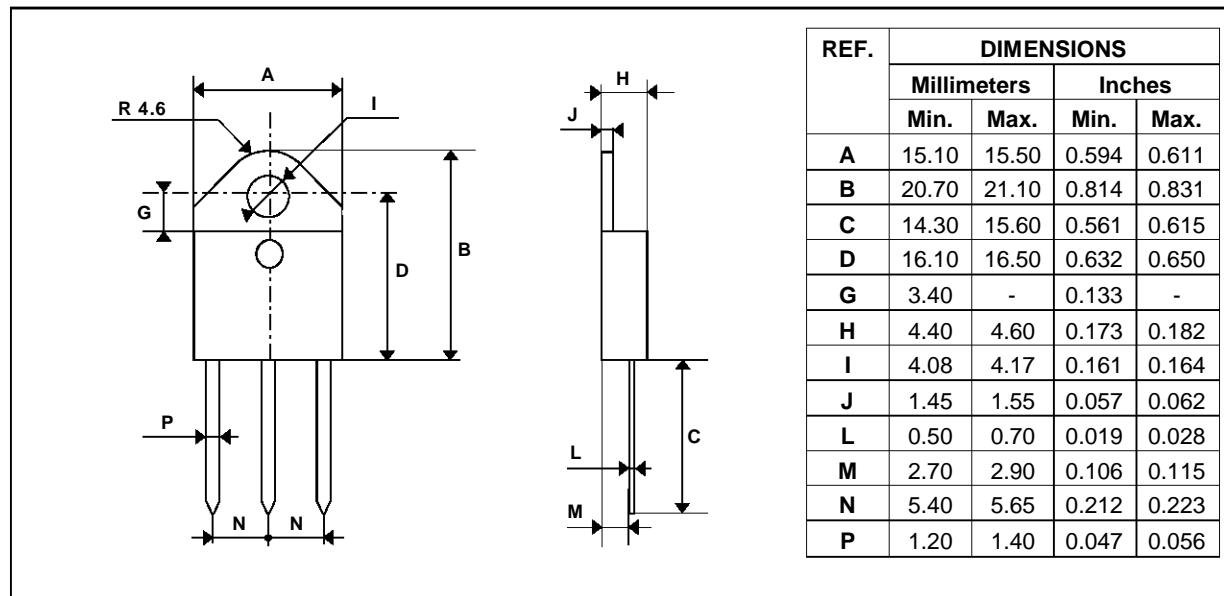 A
H
I
R 4.6
J
G
B
D
P
L
C
M
N N
REF. DIMENSIONS
Millimeters Inches
Min. Max. Min. Max.
A 15.10 15.50 0.594 0.611
B 20.70 21.10 0.814 0.831
C 14.30 15.60 0.561 0.615
D 16.10 16.50 0.632 0.650
G 3.40 - 0.133 -
H 4.40 4.60 0.173 0.182
I 4.08 4.17 0.161 0.164
J 1.45 1.55 0.057 0.062
L 0.50 0.70 0.019 0.028
M 2.70 2.90 0.106 0.115
N 5.40 5.65 0.212 0.223
P 1.20 1.40 0.047 0.056